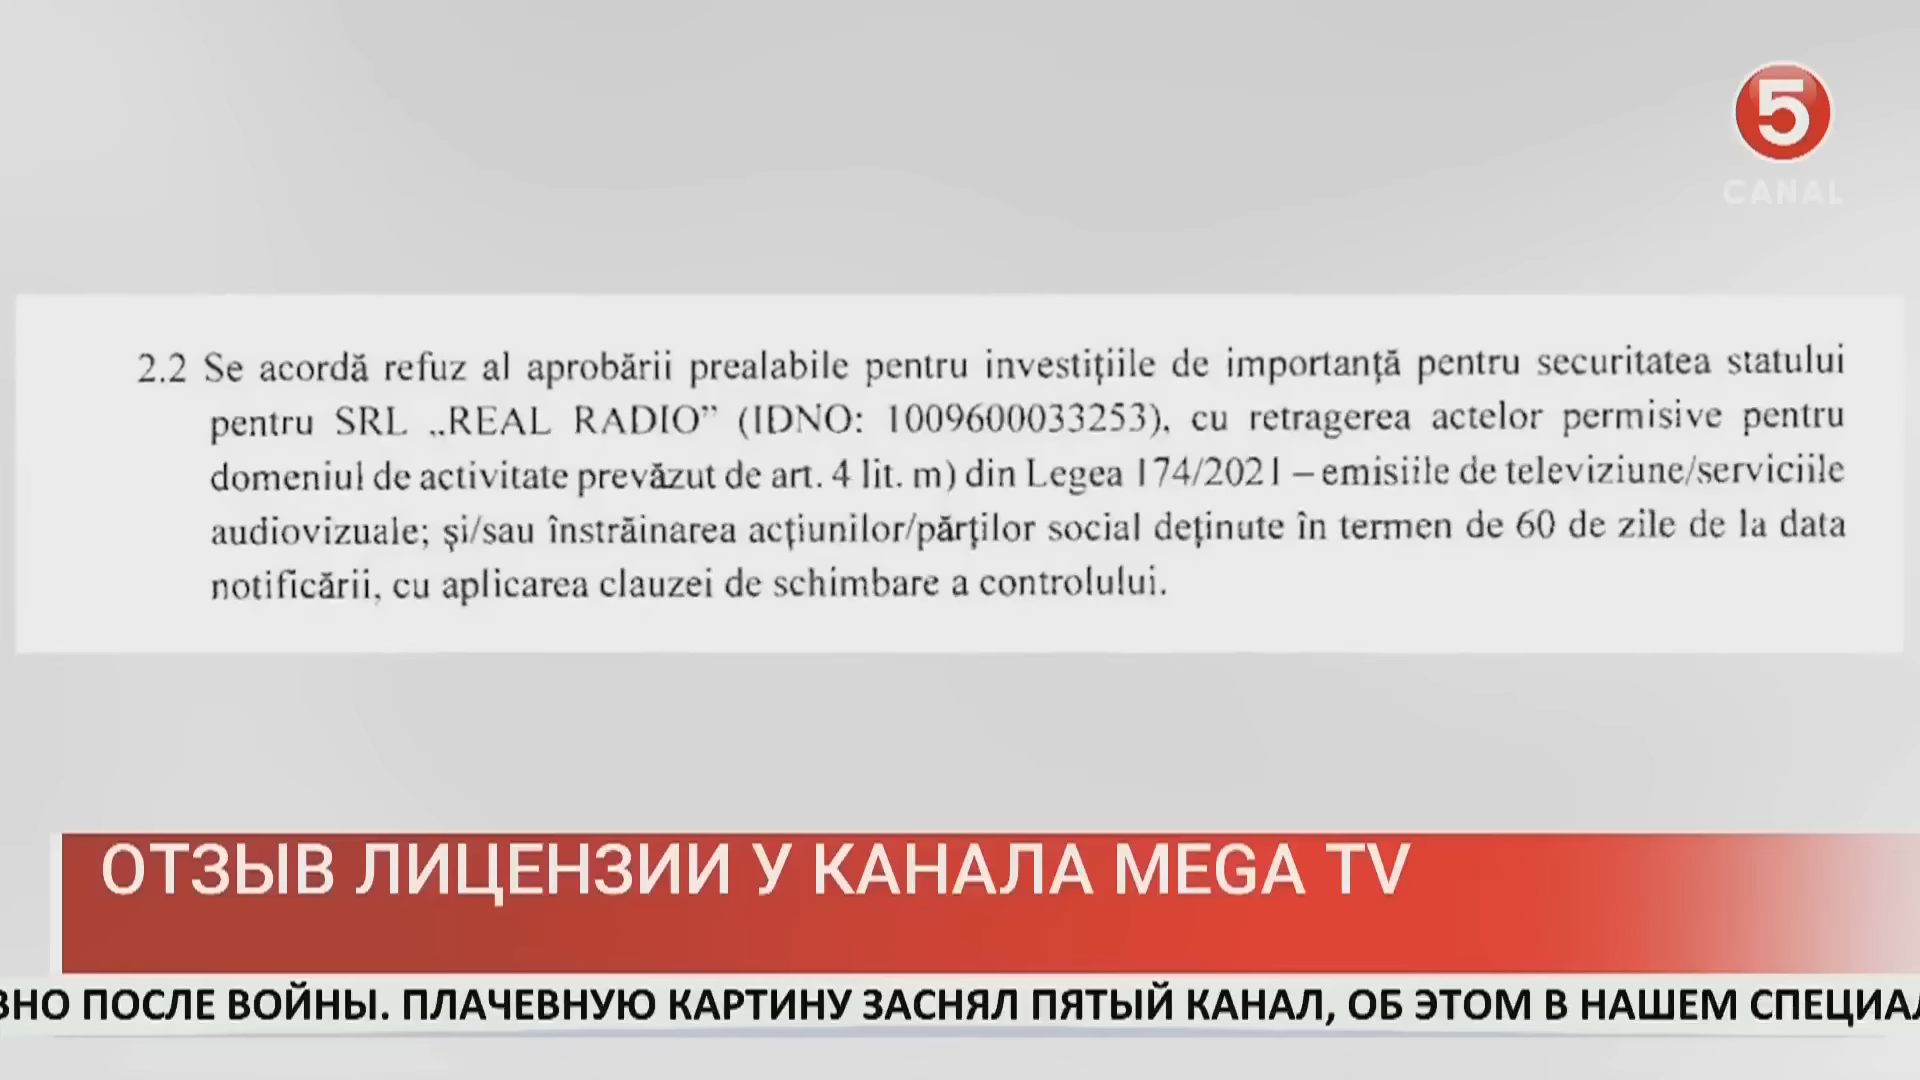 5
CANAL
2.2 Se acordă refuz al aprobării prealabile pentru investițiile de importanță pentru securitatea statului
pentru SRL „REAL RADIO” (IDNO: 1009600033253), cu retragerea actelor permisive pentru
domeniul de activitate prevăzut de art. 4 lit. m) din Legea 174/2021 – emisiile de televiziune/serviciile
audiovizuale; și/sau înstrăinarea acțiunilor/părților social deținute în termen de 60 de zile de la data
notificării, cu aplicarea clauzei de schimbare a controlului.
ОТЗЫВ ЛИЦЕНЗИИ У КАНАЛА MEGA TV
ПОСЛЕ ВОЙНЫ. ПЛАЧЕВНУЮ КАРТИНУ ЗАСНЯЛ ПЯТЫЙ КАНАЛ, ОБ ЭТОМ В НАШЕМ